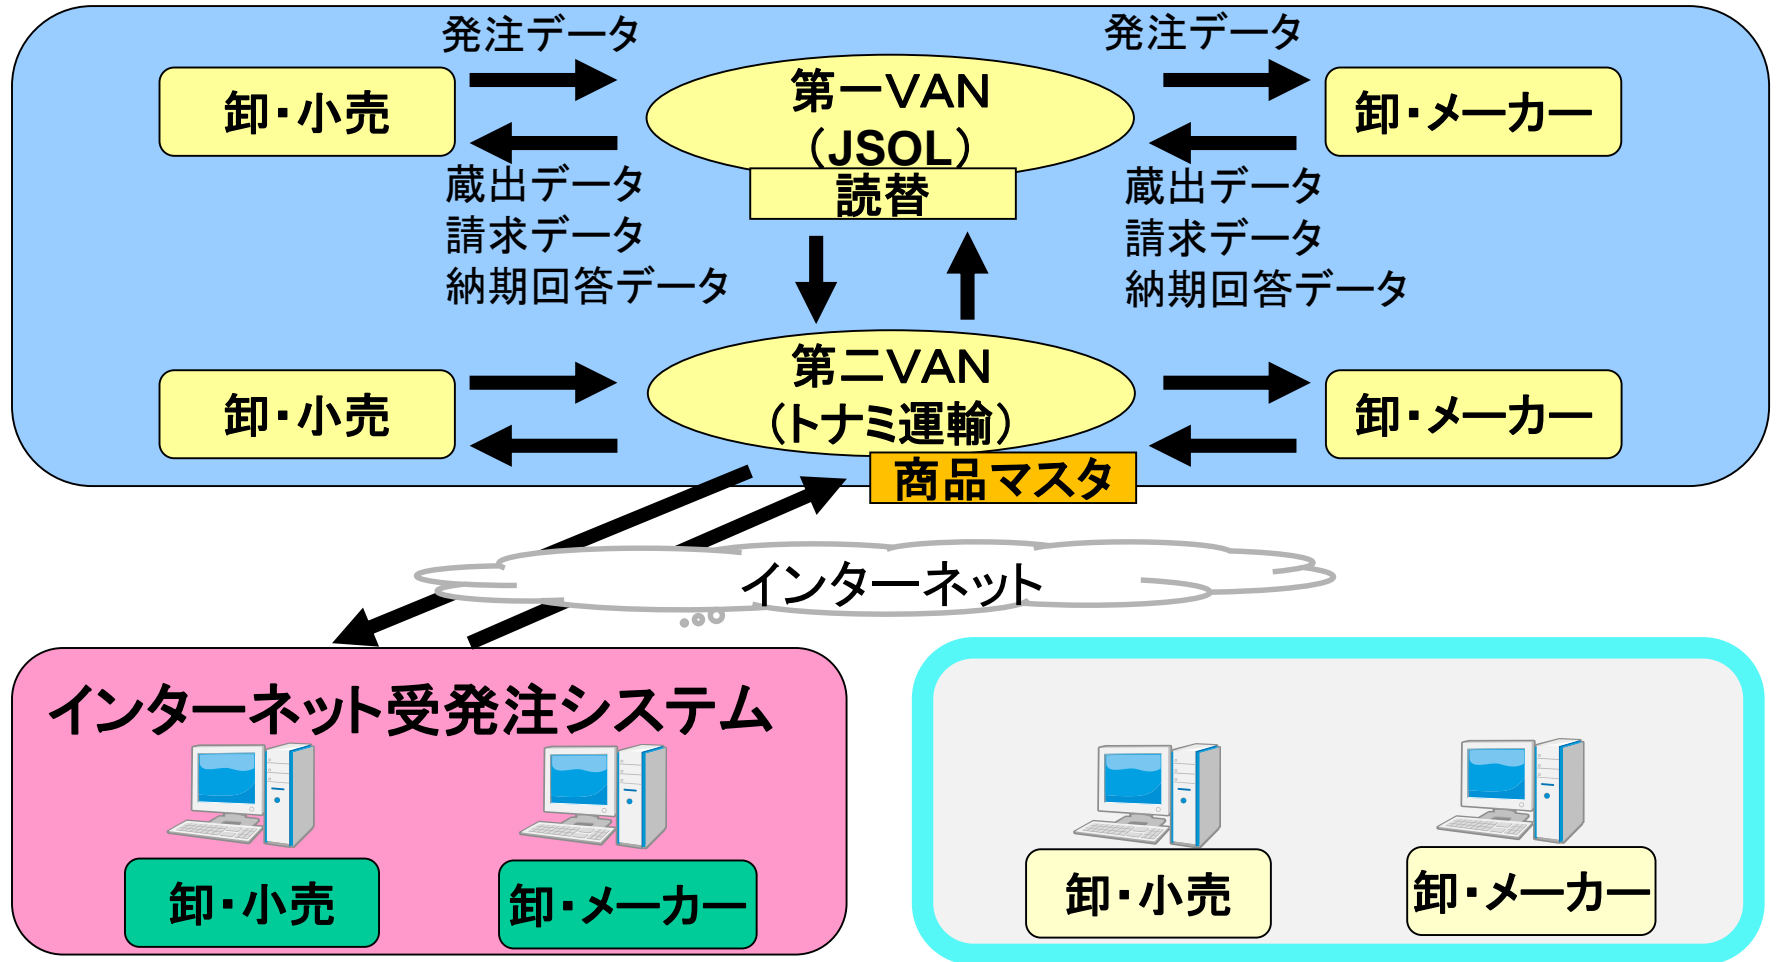 発注データ
発注データ
卸・小売
第一VAN
(JSOL)
読替
卸・メーカー
蔵出データ
請求データ
納期回答データ
蔵出データ
請求データ
納期回答データ
卸・小売
第二VAN
(トナミ運輸)
商品マスタ
卸・メーカー
インターネット
インターネット受発注システム
卸・小売
卸・メーカー
卸・小売
卸・メーカー